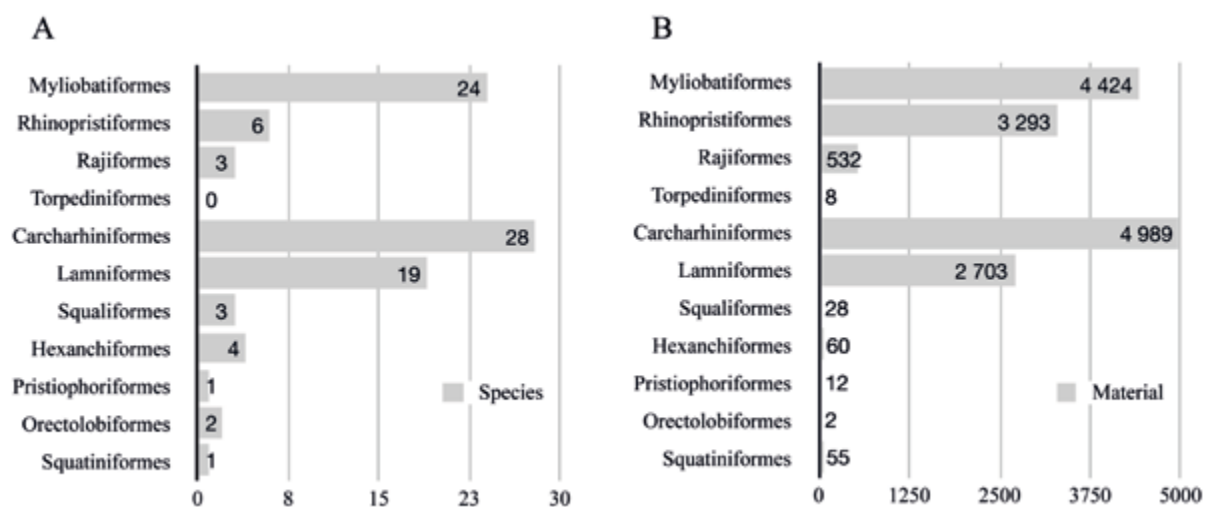 A
Myliobatiformes 24
Rhinopristiformes 6
Rajiformes 3
Torpediniformes 0
Carcharhiniformes 28
Lamniformes 19
Squaliformes 3
Hexanchiformes 4
Pristiophoriformes 1
Orectolobiformes 2
Squatiniformes 1
Species
0 8 15 23 30
B
Myliobatiformes 4 424
Rhinopristiformes 3 293
Rajiformes 532
Torpediniformes 8
Carcharhiniformes 4 989
Lamniformes 2 703
Squaliformes 28
Hexanchiformes 60
Pristiophoriformes 12
Orectolobiformes 2
Squatiniformes 55
Material
0 1250 2500 3750 5000